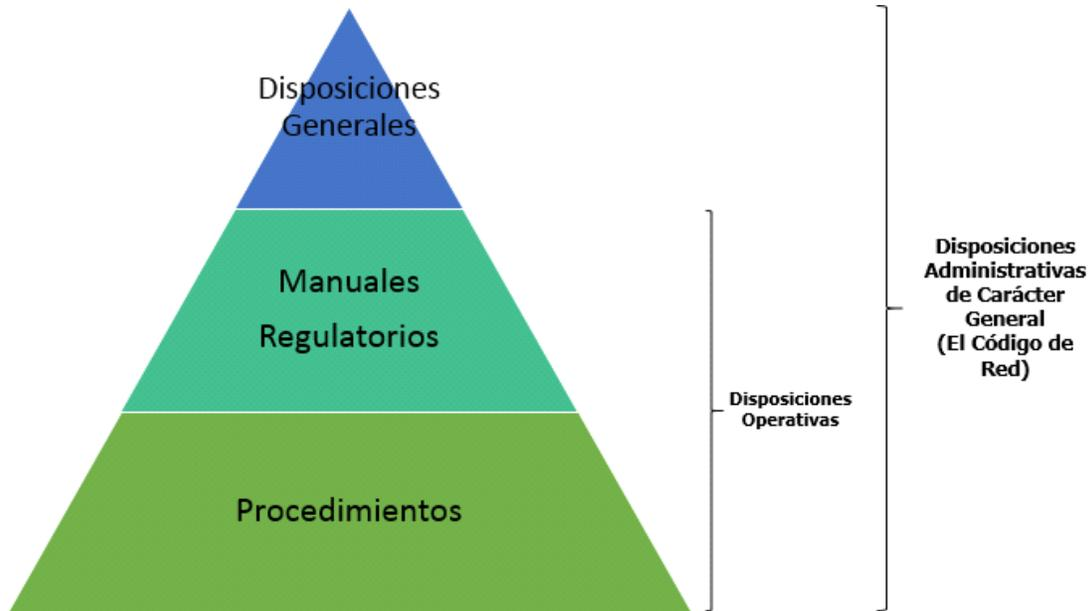 Disposiciones
Generales
Manuales
Regulatorios
Procedimientos
Disposiciones
Operativas
Disposiciones
Administrativas
de Carácter
General
(El Código de
Red)